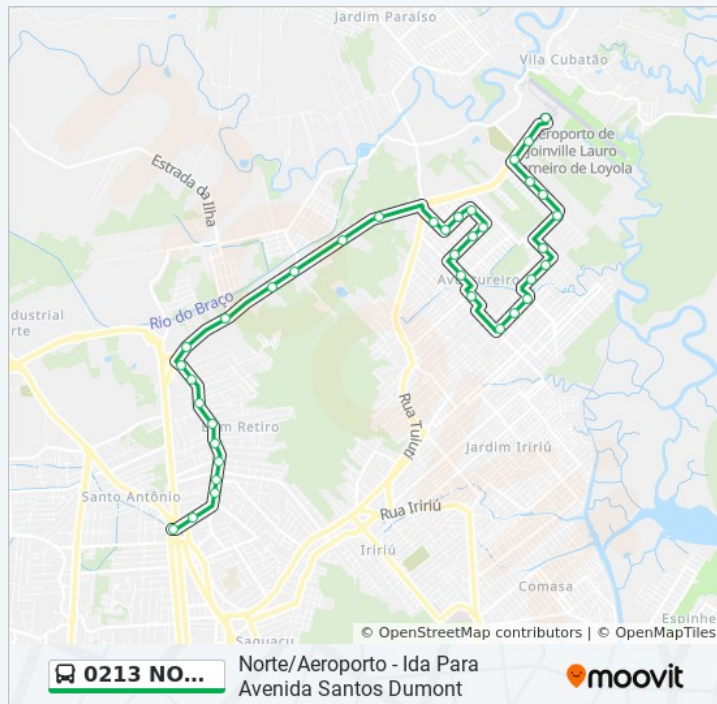 Jardim Paraíso
Vila Cubatão
Aeroporto de
Joinville Lauro
rneiro de Loyola
Estrada da Ilha
Rio do Braço
Aventureiro
ndustrial
rte
Rua Tuiuti
Bom Retiro
Jardim Iririú
Santo Antônio
Rua Iririú
Iririú
Comasa
Espinhe
Saguaçu
© OpenStreetMap contributors | © OpenMapTiles
0213 NO...
Norte/Aeroporto - Ida Para
Avenida Santos Dumont
moovit